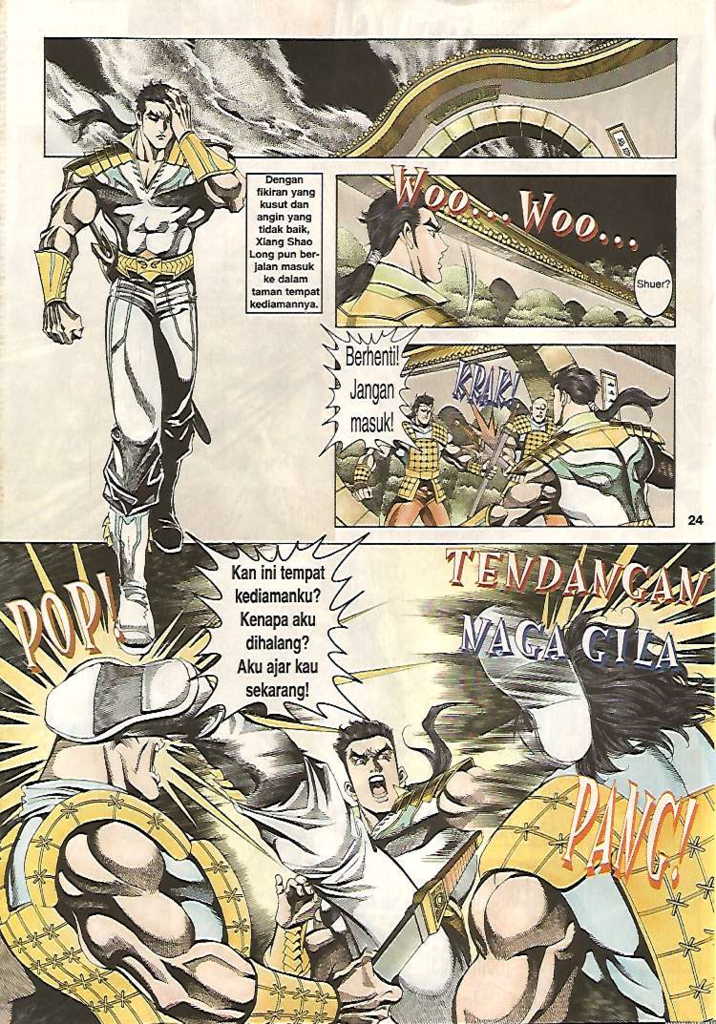 Dengan
fikiran yang
kusut dan
angin yang
tidak baik,
Xiang Shao
Long pun ber-
jalan masuk
ke dalam
taman tempat
kediamannya.
Woo...Woo...
Shuer?
Berhenti!
Jangan
masuk!
KRAK!
24
POP!
Kan ini tempat
kediamanku?
Kenapa aku
dihalang?
Aku ajar kau
sekarang!
TENDANGAN
NAGA GILA
PANG!